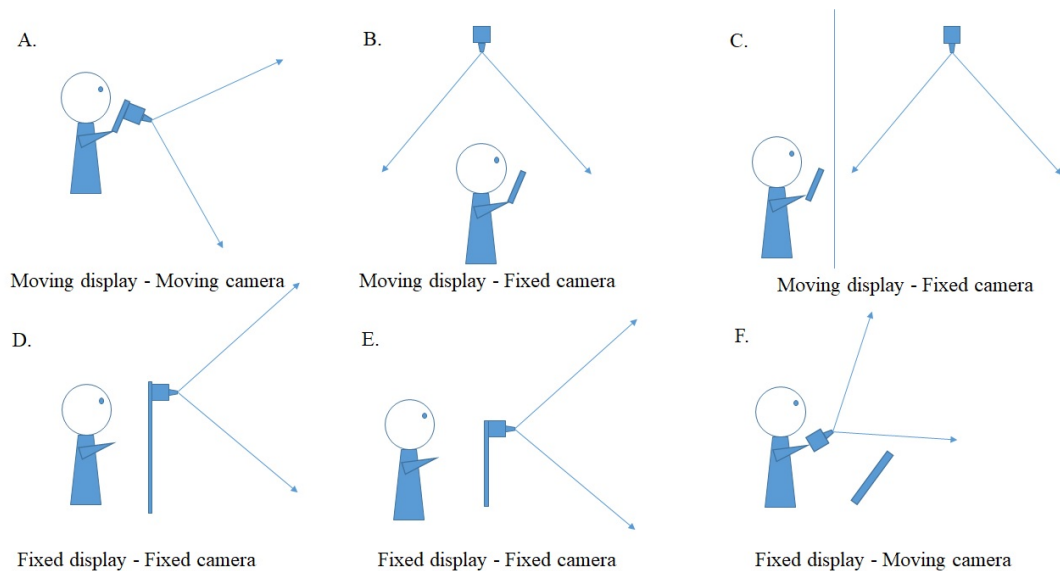 A.
B.
C.
Moving display - Moving camera
Moving display - Fixed camera
Moving display - Fixed camera
D.
E.
F.
Fixed display - Fixed camera
Fixed display - Fixed camera
Fixed display - Moving camera